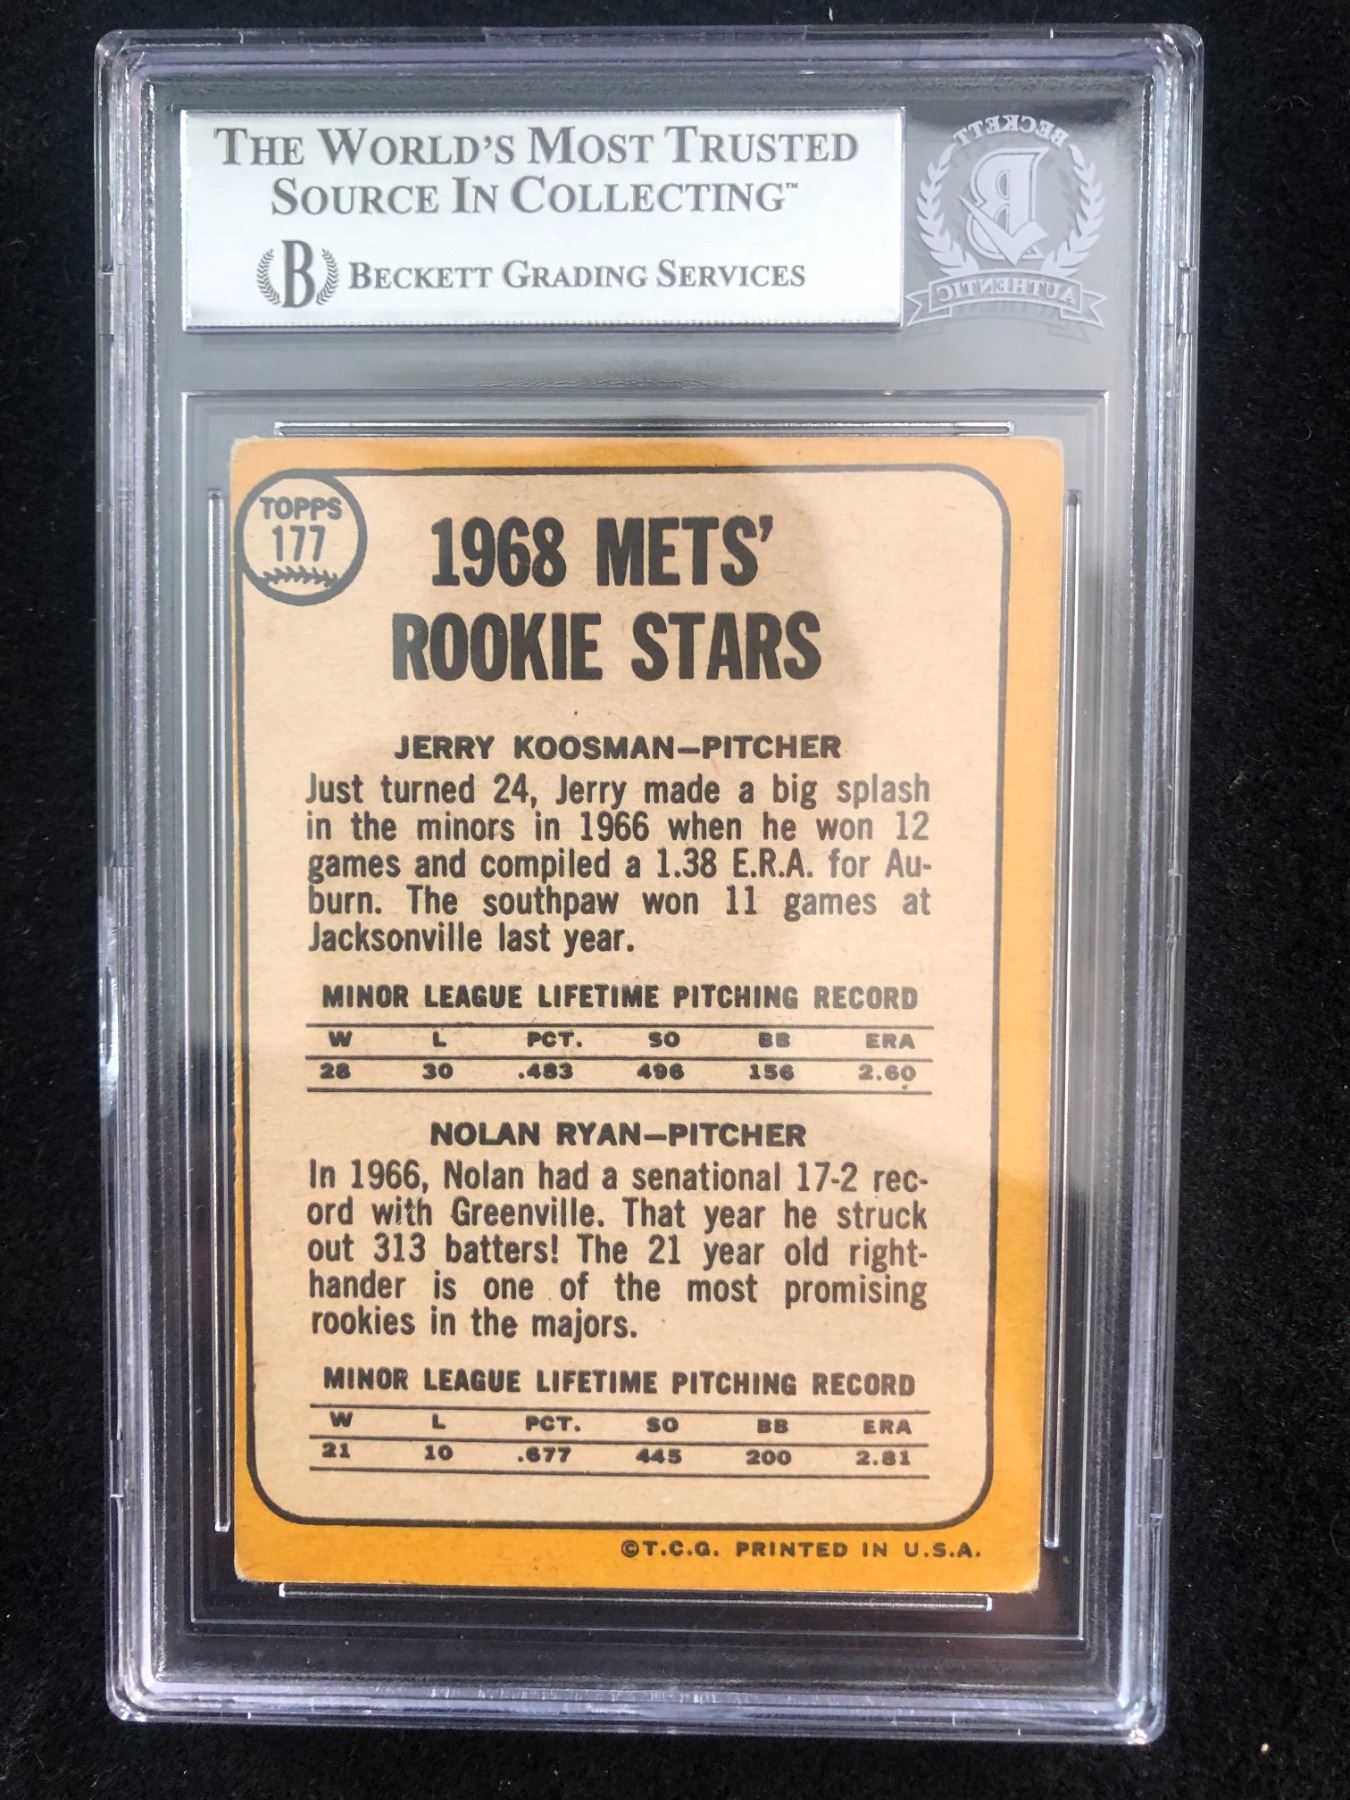 THE WORLD'S MOST TRUSTED
SOURCE IN COLLECTING™
B BECKETT GRADING SERVICES
BECKETT
B
AUTHENTIC
TOPPS
177
1968 METS'
ROOKIE STARS
JERRY KOOSMAN—PITCHER
Just turned 24, Jerry made a big splash
in the minors in 1966 when he won 12
games and compiled a 1.38 E.R.A. for Au-
burn. The southpaw won 11 games at
Jacksonville last year.
MINOR LEAGUE LIFETIME PITCHING RECORD
W L PCT. SO BB ERA
28 30 .483 496 156 2.60
NOLAN RYAN—PITCHER
In 1966, Nolan had a senational 17-2 rec-
ord with Greenville. That year he struck
out 313 batters! The 21 year old right-
hander is one of the most promising
rookies in the majors.
MINOR LEAGUE LIFETIME PITCHING RECORD
W L PCT. SO BB ERA
21 10 .677 445 200 2.81
©T.C.G. PRINTED IN U.S.A.